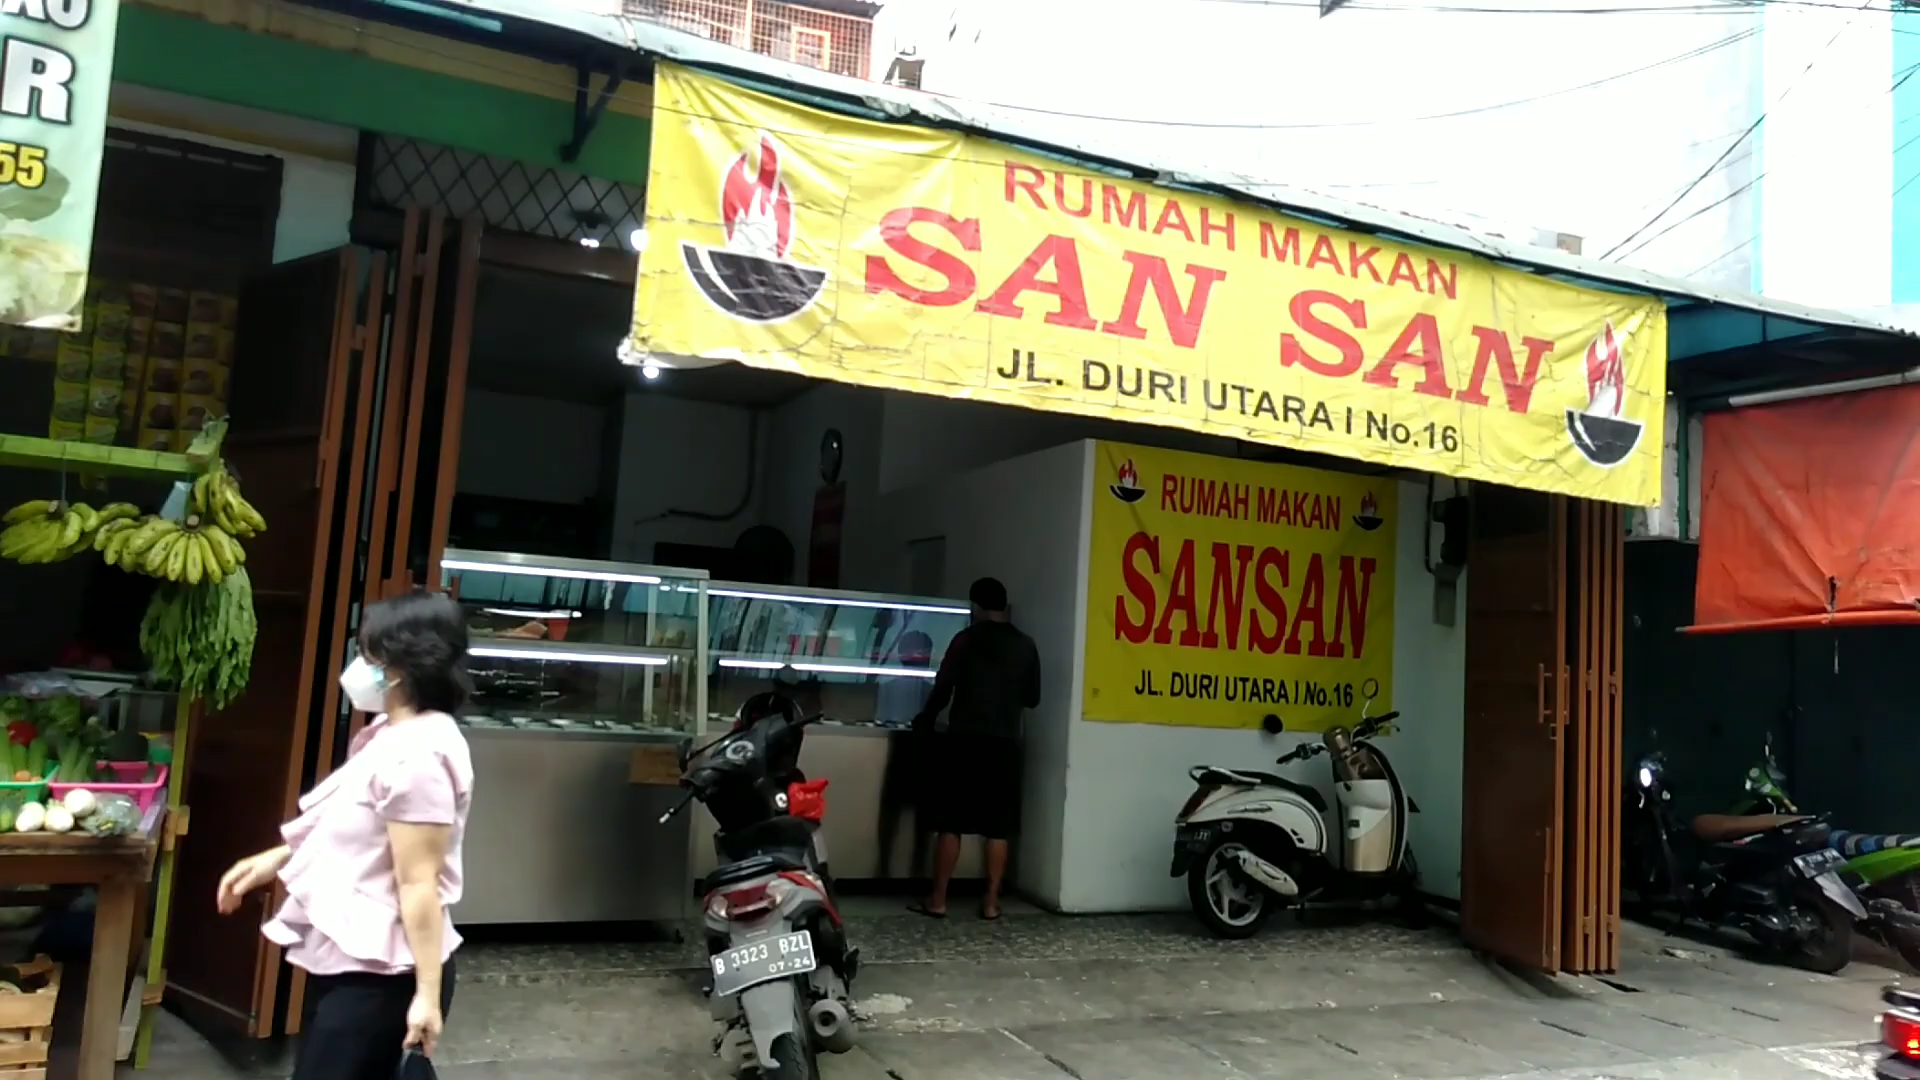 R
55
RUMAH MAKAN
SAN SAN
JL. DURI UTARA I No.16
RUMAH MAKAN
SANSAN
JL. DURI UTARA I No.16
B 3323 BZL
07-24